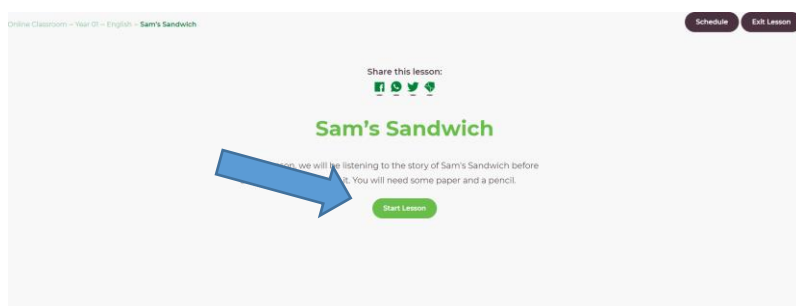 Online Classroom – Year 01 – English – Sam's Sandwich
Schedule
Exit Lesson
Share this lesson:
Sam's Sandwich
we will be listening to the story of Sam's Sandwich before
it. You will need some paper and a pencil.
Start Lesson